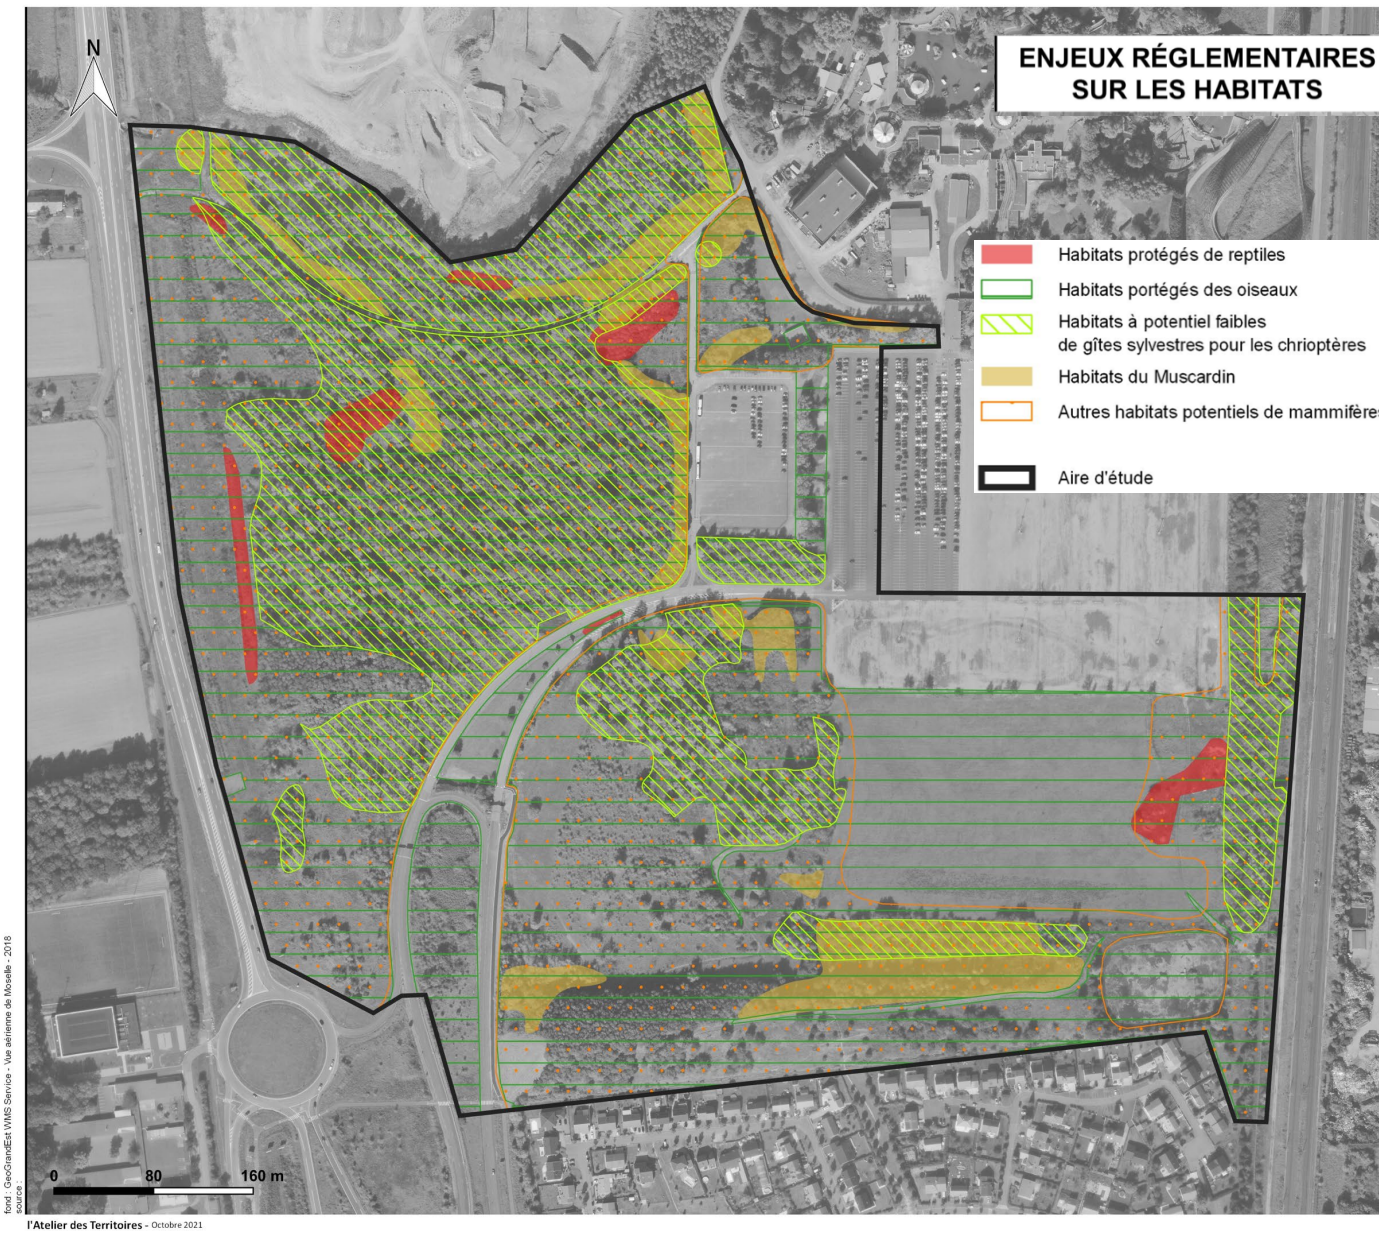 N
ENJEUX RÉGLEMENTAIRES
SUR LES HABITATS
Habitats protégés de reptiles
Habitats portégés des oiseaux
Habitats à potentiel faibles
de gîtes sylvestres pour les chrioptères
Habitats du Muscardin
Autres habitats potentiels de mammifères
Aire d'étude
0 80 160 m
fond : GeoGrandEst WMS Service - Vue aérienne de Moselle - 2018
source :
l'Atelier des Territoires - Octobre 2021